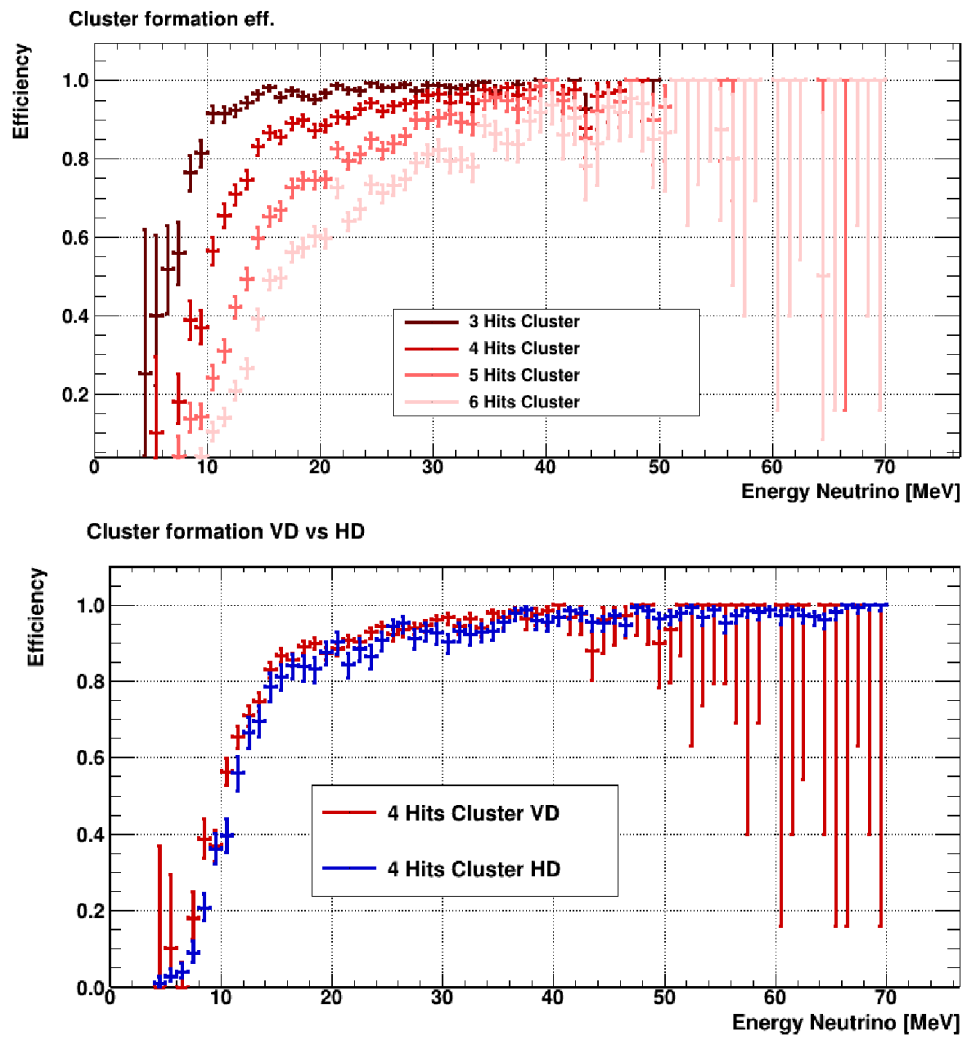 Cluster formation eff.
Efficiency
1.0
0.8
0.6
0.4
0.2
3 Hits Cluster
4 Hits Cluster
5 Hits Cluster
6 Hits Cluster
0 10 20 30 40 50 60 70
Energy Neutrino [MeV]
Cluster formation VD vs HD
Efficiency
1.0
0.8
0.6
0.4
0.2
0.0
4 Hits Cluster VD
4 Hits Cluster HD
0 10 20 30 40 50 60 70
Energy Neutrino [MeV]